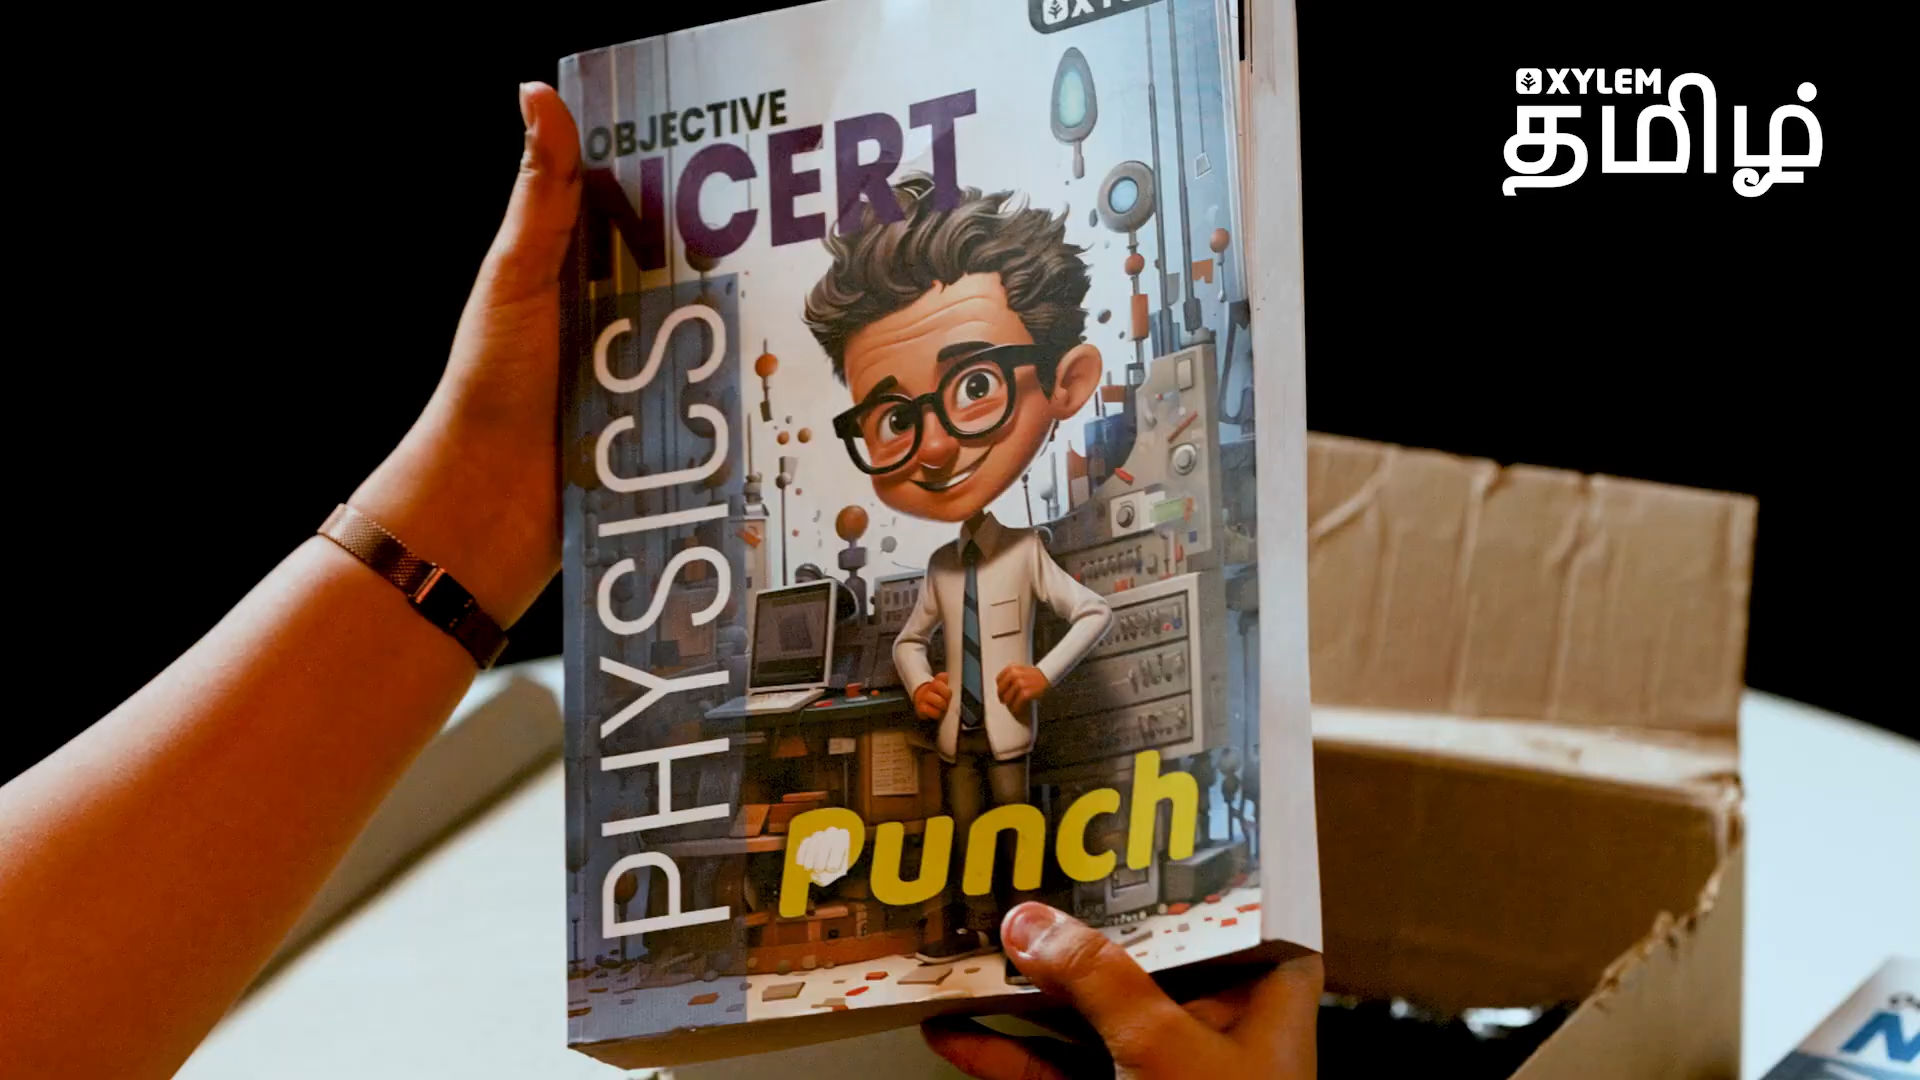 OBJECTIVE
NCERT
PHYSICS
Punch
XYLEM
தமிழ்